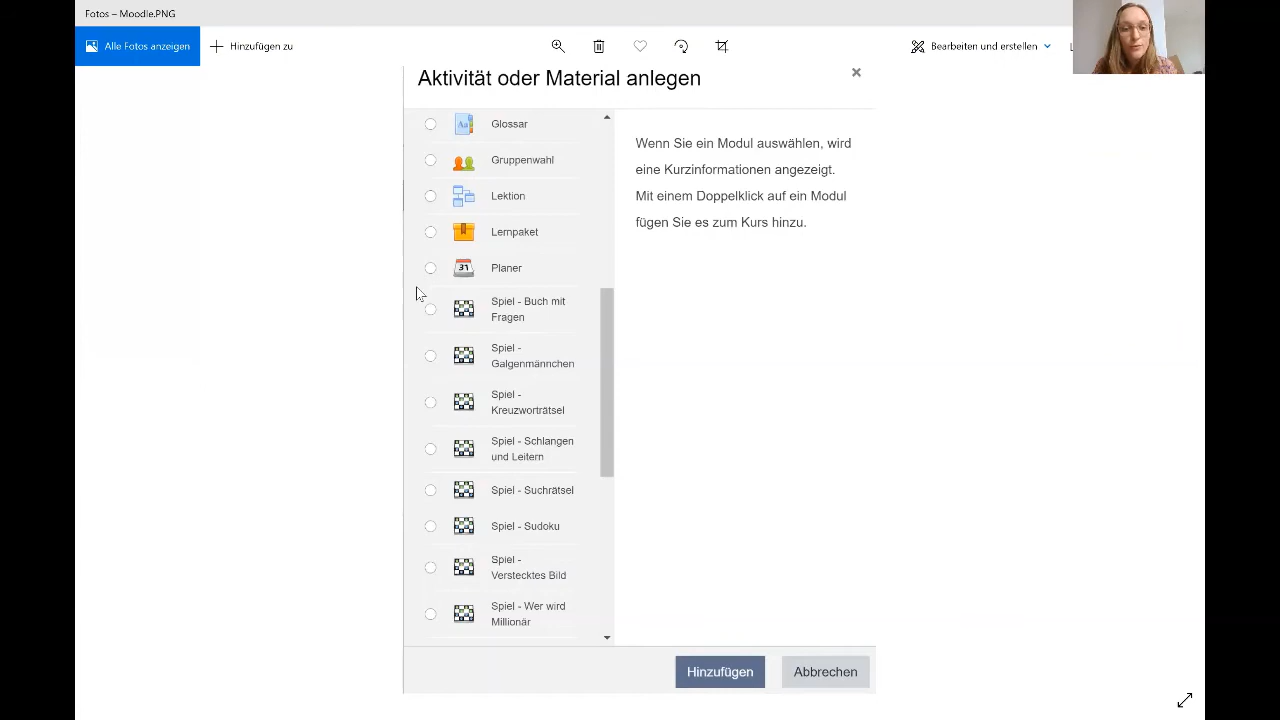 Fotos – Moodle.PNG
Alle Fotos anzeigen
Hinzufügen zu
Bearbeiten und erstellen
Aktivität oder Material anlegen
Glossar
Gruppenwahl
Lektion
Lernpaket
31
Planer
Spiel - Buch mit
Fragen
Spiel -
Galgenmännchen
Spiel -
Kreuzworträtsel
Spiel - Schlangen
und Leitern
Spiel - Suchrätsel
Spiel - Sudoku
Spiel -
Verstecktes Bild
Spiel - Wer wird
Millionär
Wenn Sie ein Modul auswählen, wird
eine Kurzinformationen angezeigt.
Mit einem Doppelklick auf ein Modul
fügen Sie es zum Kurs hinzu.
Hinzufügen
Abbrechen